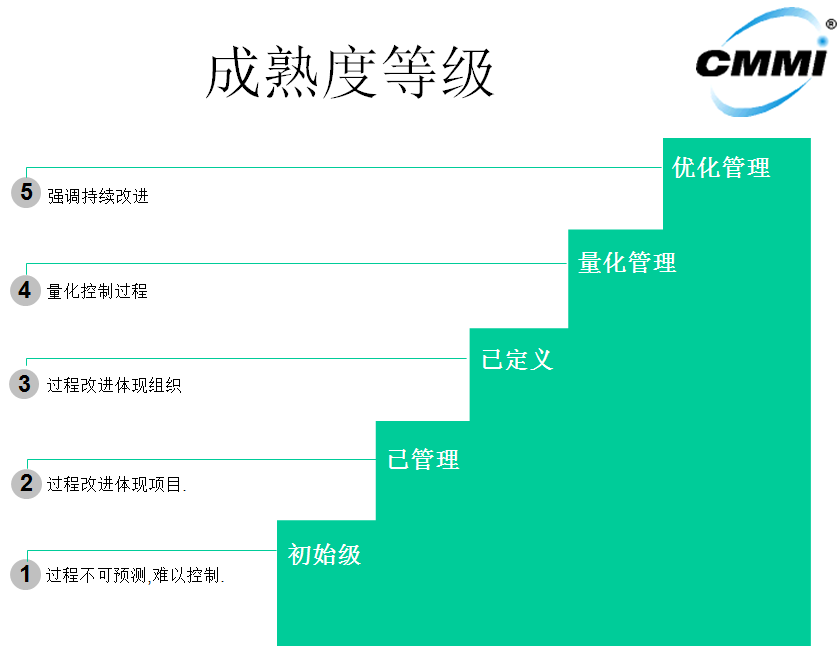 成熟度等级
CMMI®
优化管理
5 强调持续改进
量化管理
4 量化控制过程
已定义
3 过程改进体现组织
已管理
2 过程改进体现项目.
初始级
1 过程不可预测,难以控制.